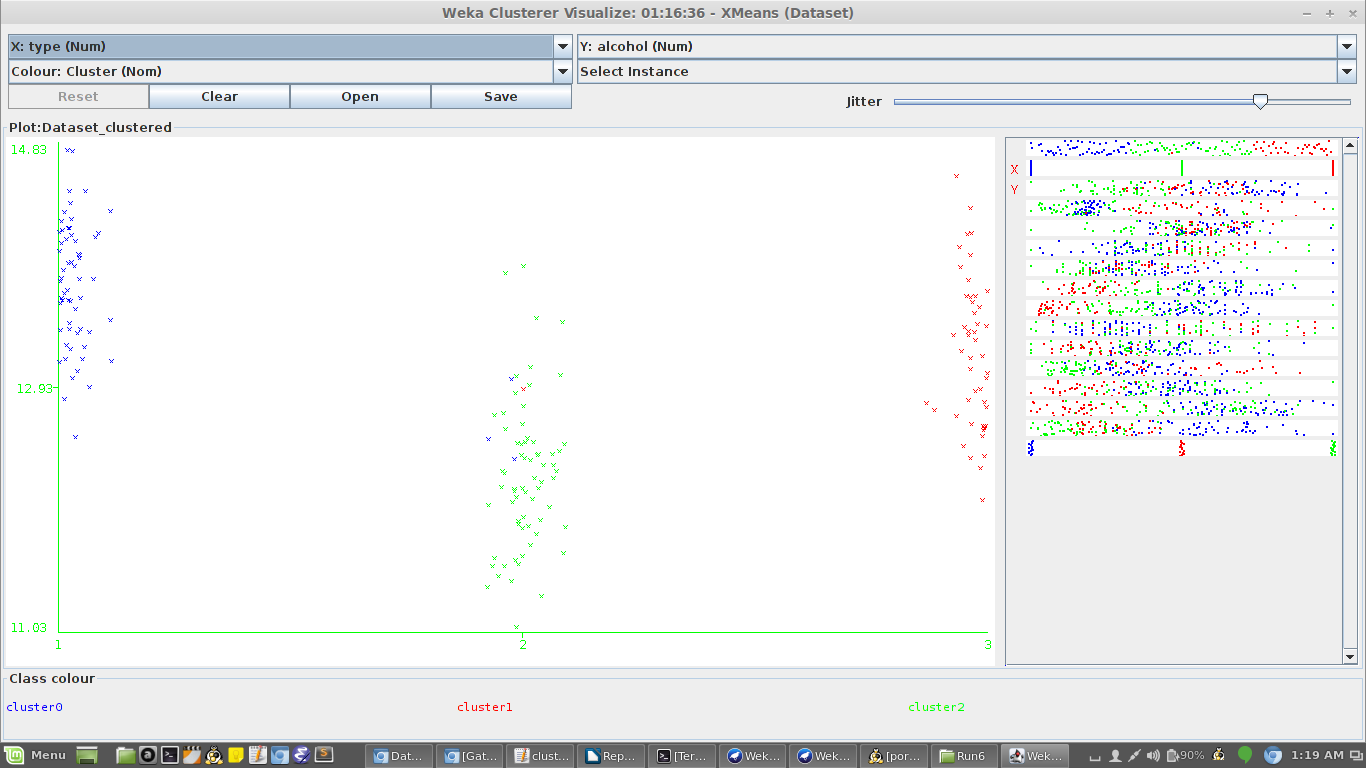 Weka Clusterer Visualize: 01:16:36 - XMeans (Dataset)
X: type (Num)
Y: alcohol (Num)
Colour: Cluster (Nom)
Select Instance
Reset
Clear
Open
Save
Jitter
Plot:Dataset_clustered
14.83
12.93
11.03
1
2
3
X
Y
Class colour
cluster0
cluster1
cluster2
Menu
Dat...
[Gat...
clust...
Rep...
[Ter...
Wek...
Wek...
[por...
Run6
Wek...
90%
1:19 AM